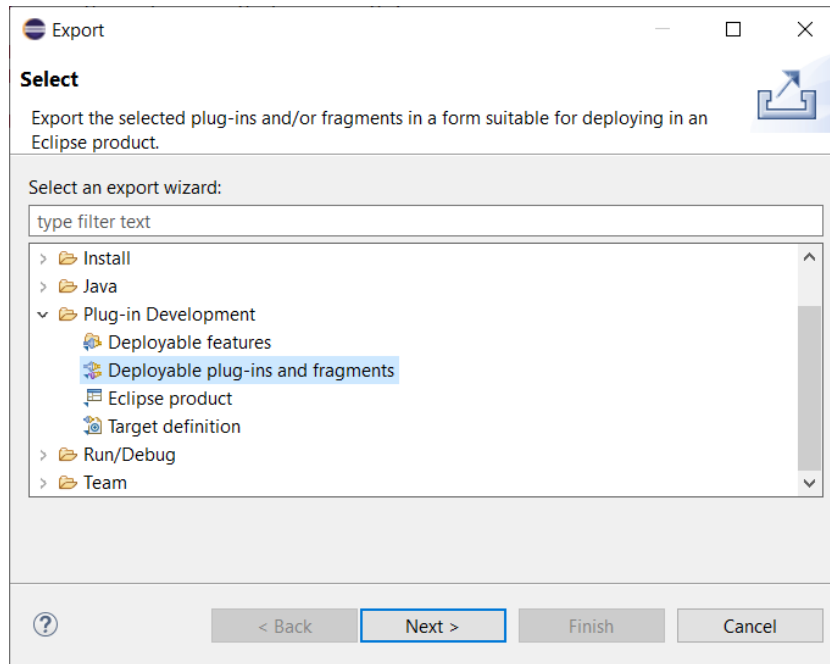 Export
Select
Export the selected plug-ins and/or fragments in a form suitable for deploying in an
Eclipse product.
Select an export wizard:
type filter text
Install
Java
Plug-in Development
Deployable features
Deployable plug-ins and fragments
Eclipse product
Target definition
Run/Debug
Team
?
< Back
Next >
Finish
Cancel